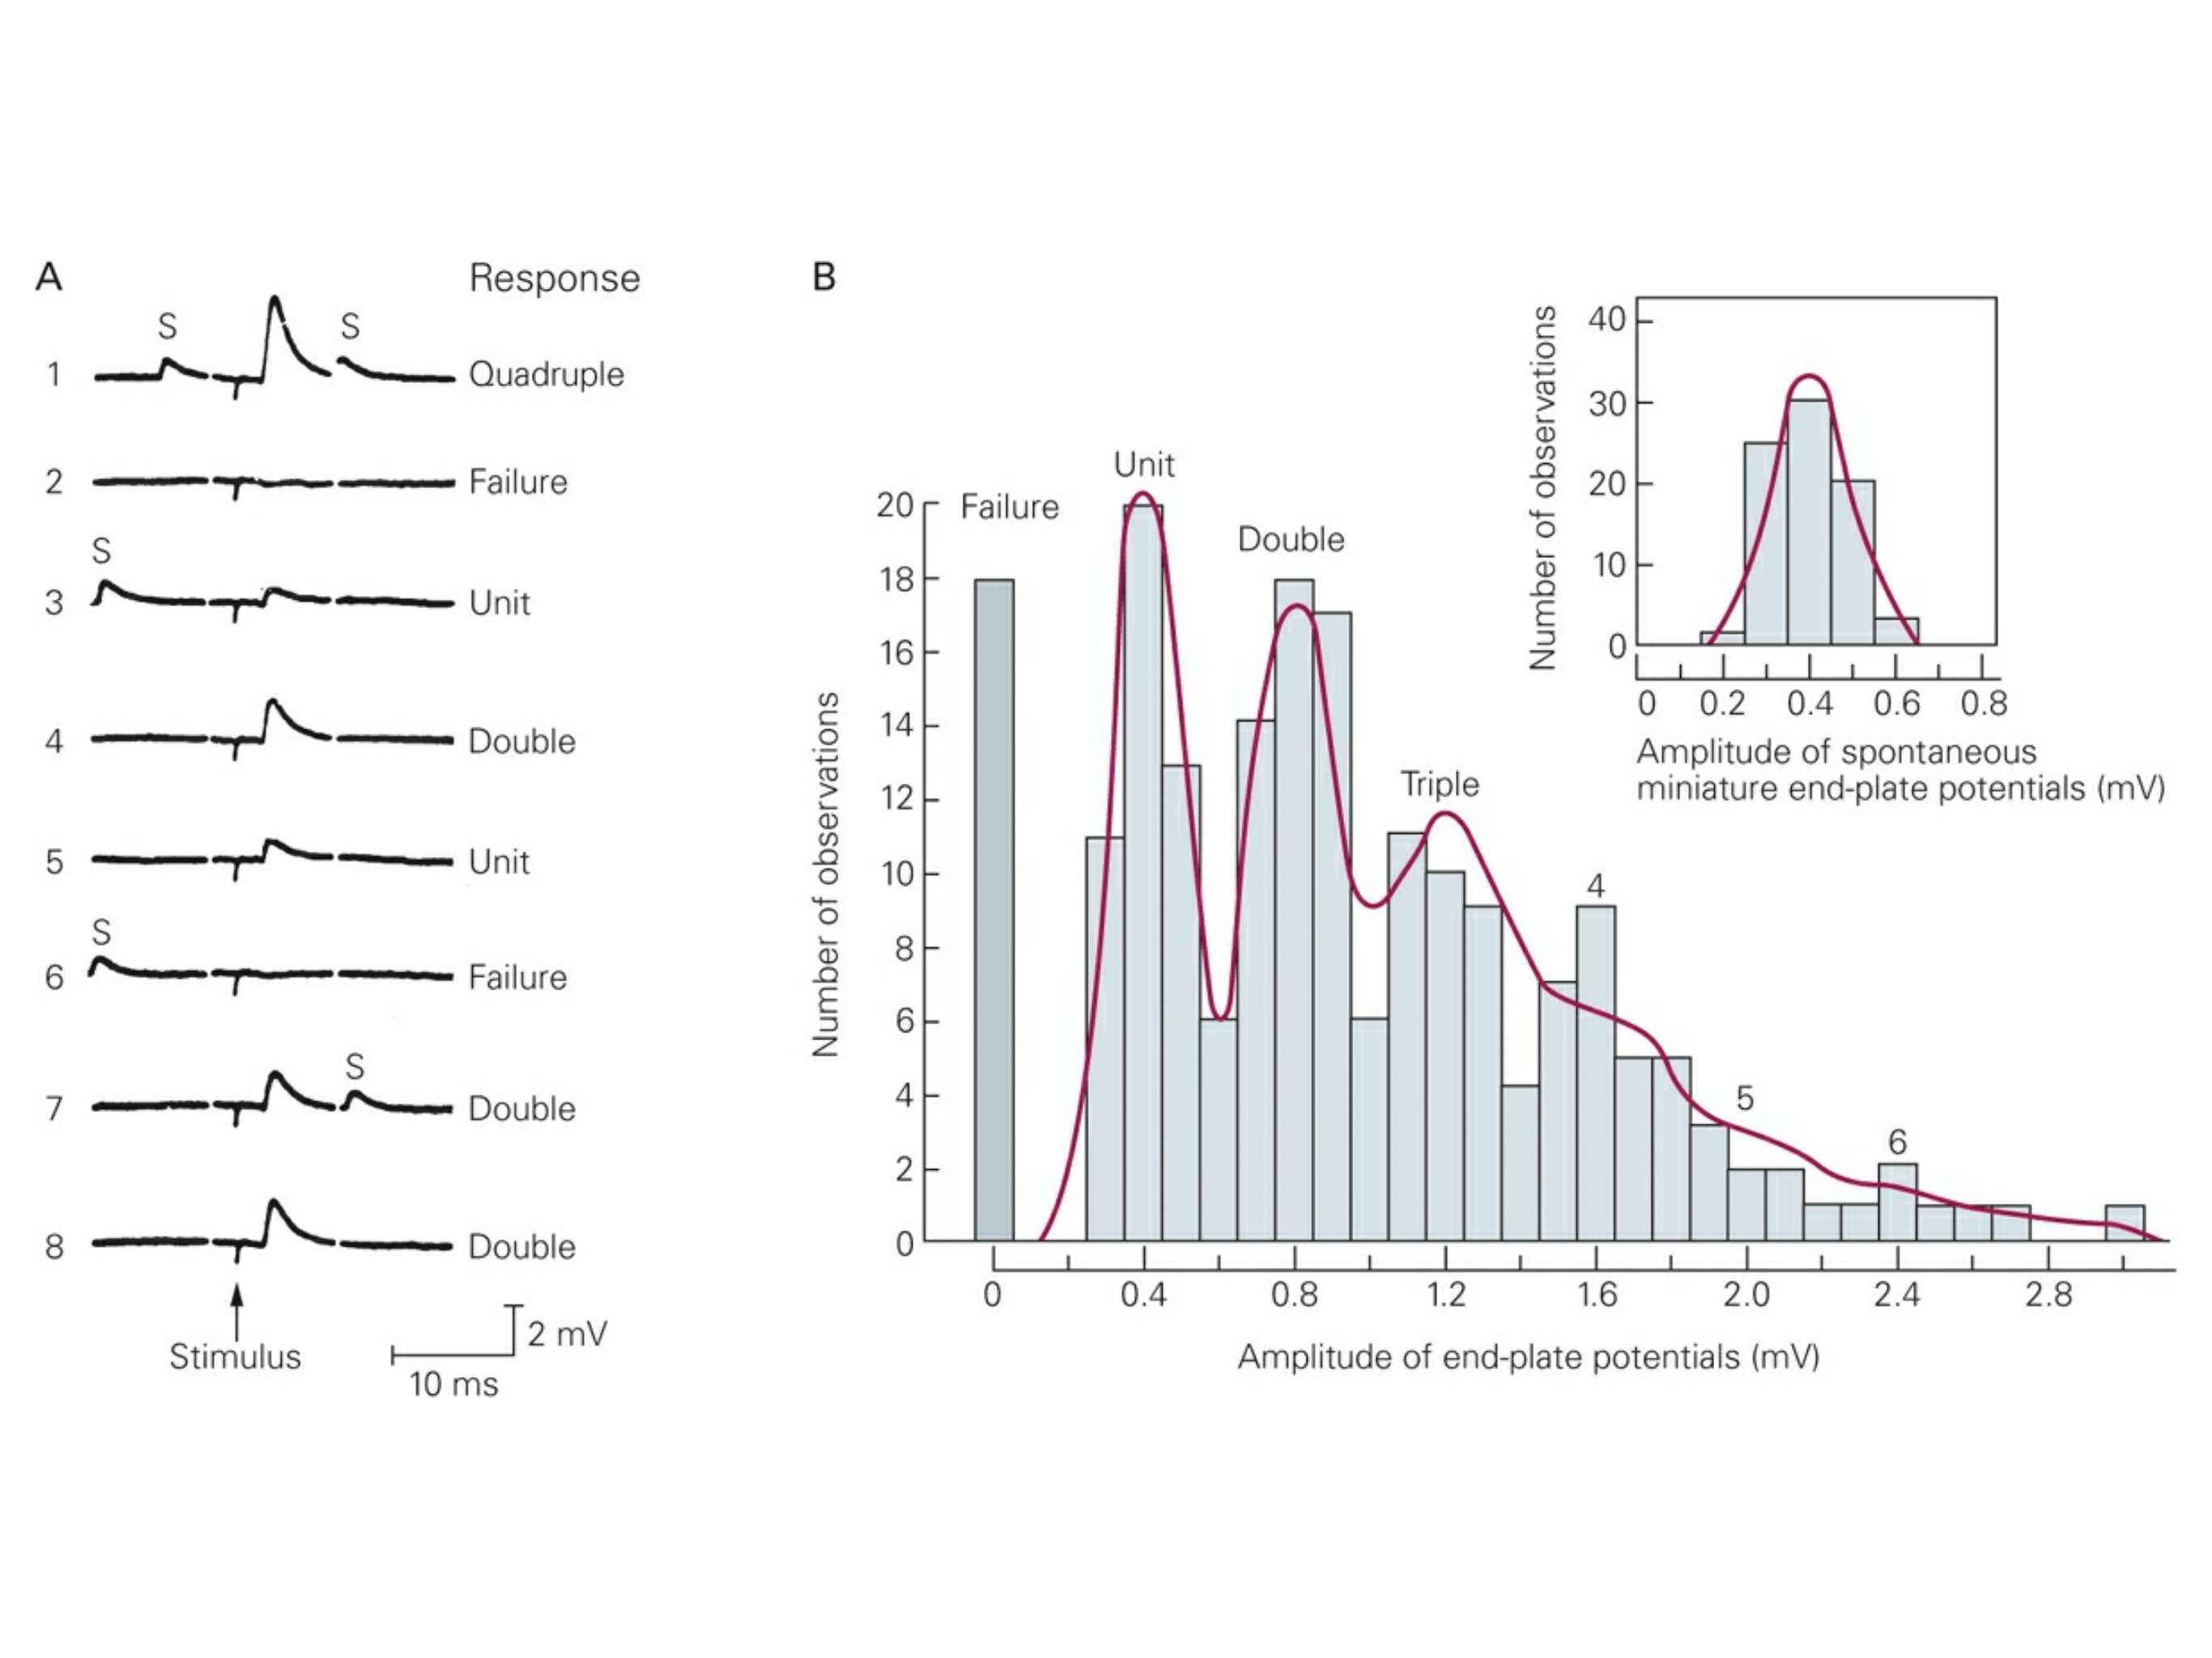 A
Response
S
S
1
Quadruple
2
Failure
S
3
Unit
4
Double
5
Unit
S
6
Failure
S
7
Double
8
Double
Stimulus
2 mV
10 ms
B
Number of observations
20
18
16
14
12
10
8
6
4
2
0
Failure
Unit
Double
Triple
4
5
6
0 0.4 0.8 1.2 1.6 2.0 2.4 2.8
Amplitude of end-plate potentials (mV)
Number of observations
40
30
20
10
0
0 0.2 0.4 0.6 0.8
Amplitude of spontaneous
miniature end-plate potentials (mV)